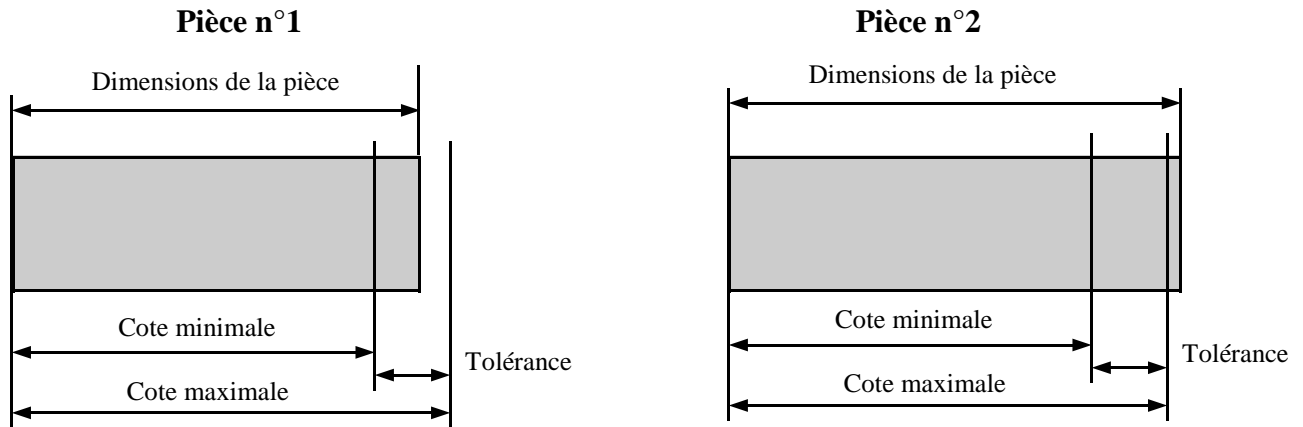 Pièce n°1
Dimensions de la pièce
Cote minimale
Tolérance
Cote maximale
Pièce n°2
Dimensions de la pièce
Cote minimale
Tolérance
Cote maximale